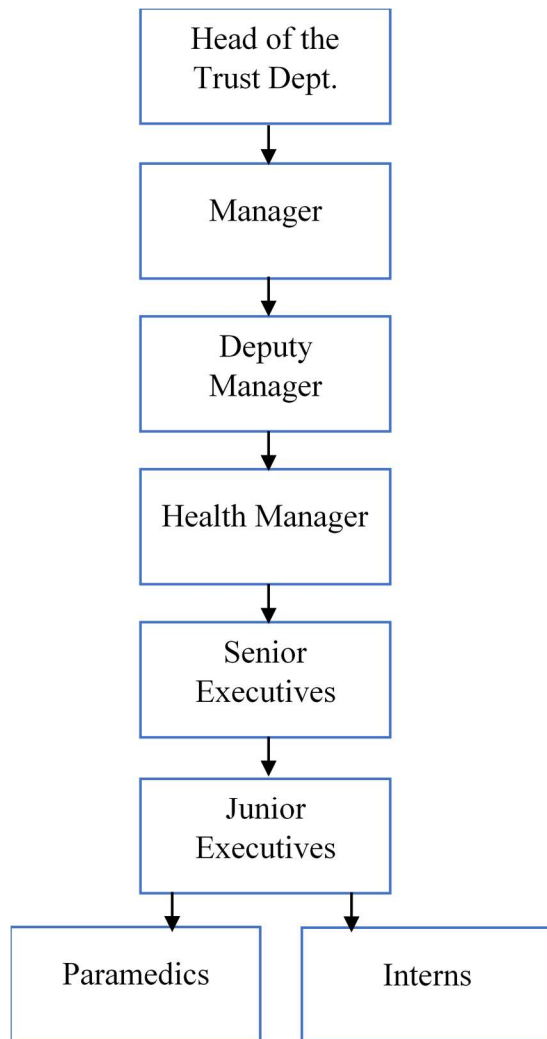 Head of the
Trust Dept.
Manager
Deputy
Manager
Health Manager
Senior
Executives
Junior
Executives
Paramedics
Interns